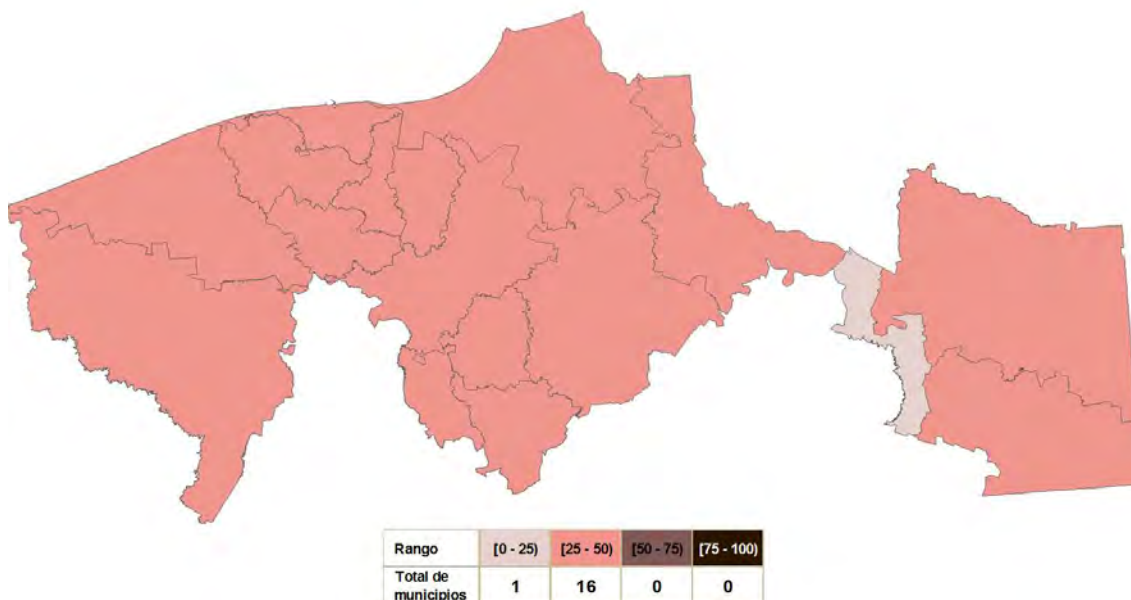 Rango [0 - 25) [25 - 50) [50 - 75) [75 - 100)
Total de
municipios 1 16 0 0